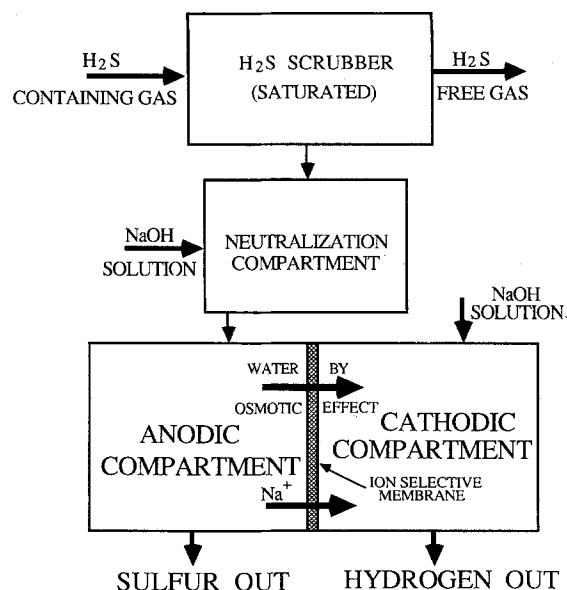 H2S
CONTAINING GAS
H2S SCRUBBER
(SATURATED)
H2S
FREE GAS
NaOH
SOLUTION
NEUTRALIZATION
COMPARTMENT
NaOH
SOLUTION
WATER BY
OSMOTIC EFFECT
ANODIC
COMPARTMENT
CATHODIC
COMPARTMENT
ION SELECTIVE
MEMBRANE
Na+
SULFUR OUT
HYDROGEN OUT